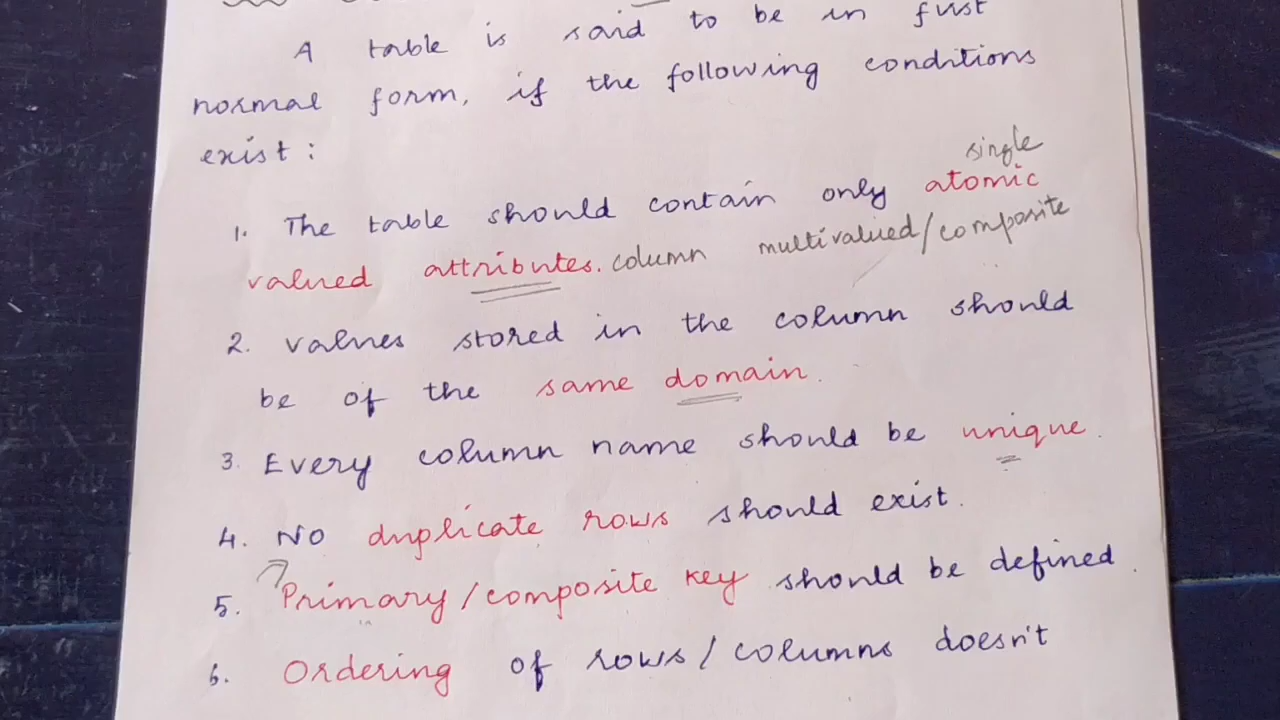 A table is said to be in first
normal form, if the following conditions
exist:
single
1. The table should contain only atomic
valued attributes. column multivalued/composite
2. values stored in the column should
be of the same domain.
3. Every column name should be unique.
4. No duplicate rows should exist.
5. Primary/composite key should be defined.
6. Ordering of rows/columns doesn't